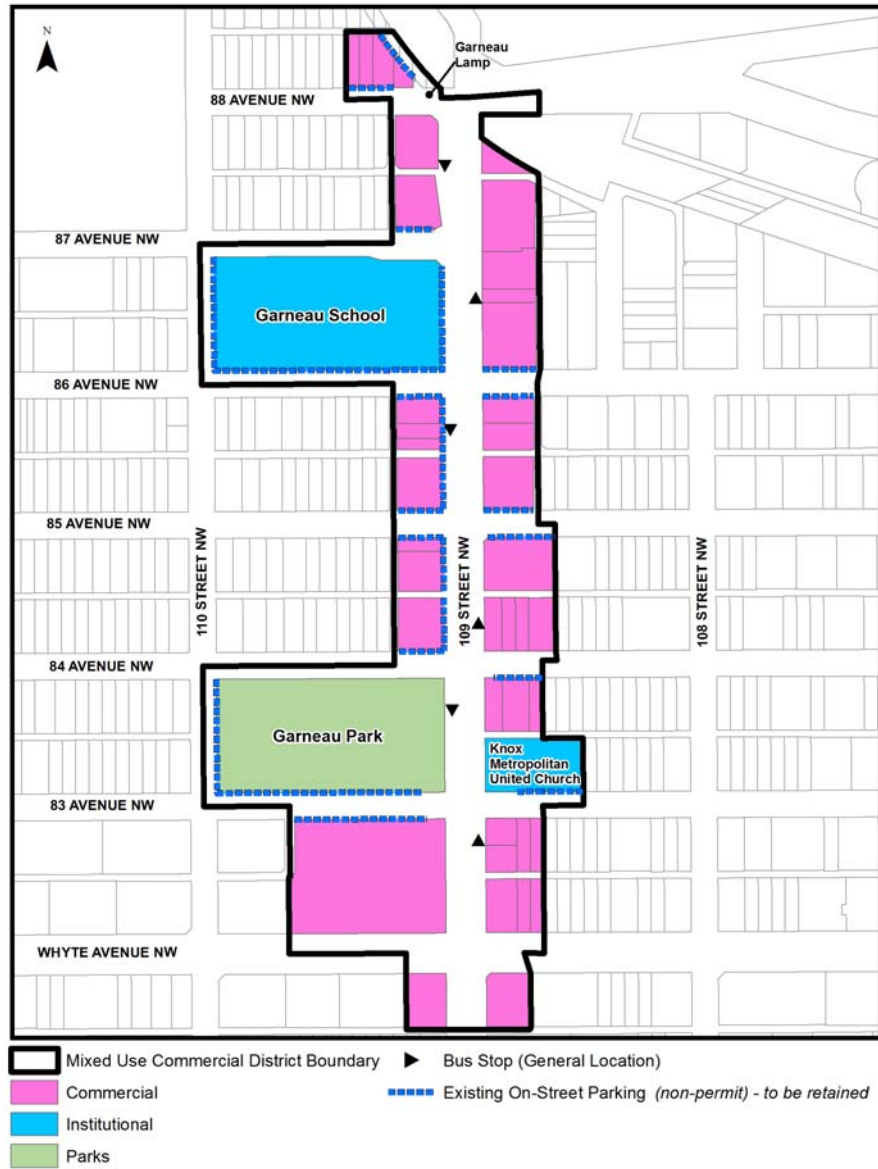 N
Garneau
Lamp
88 AVENUE NW
87 AVENUE NW
Garneau School
86 AVENUE NW
85 AVENUE NW
110 STREET NW
109 STREET NW
108 STREET NW
84 AVENUE NW
Garneau Park
Knox
Metropolitan
United Church
83 AVENUE NW
WHYTE AVENUE NW
Mixed Use Commercial District Boundary
Bus Stop (General Location)
Commercial
Existing On-Street Parking (non-permit) - to be retained
Institutional
Parks